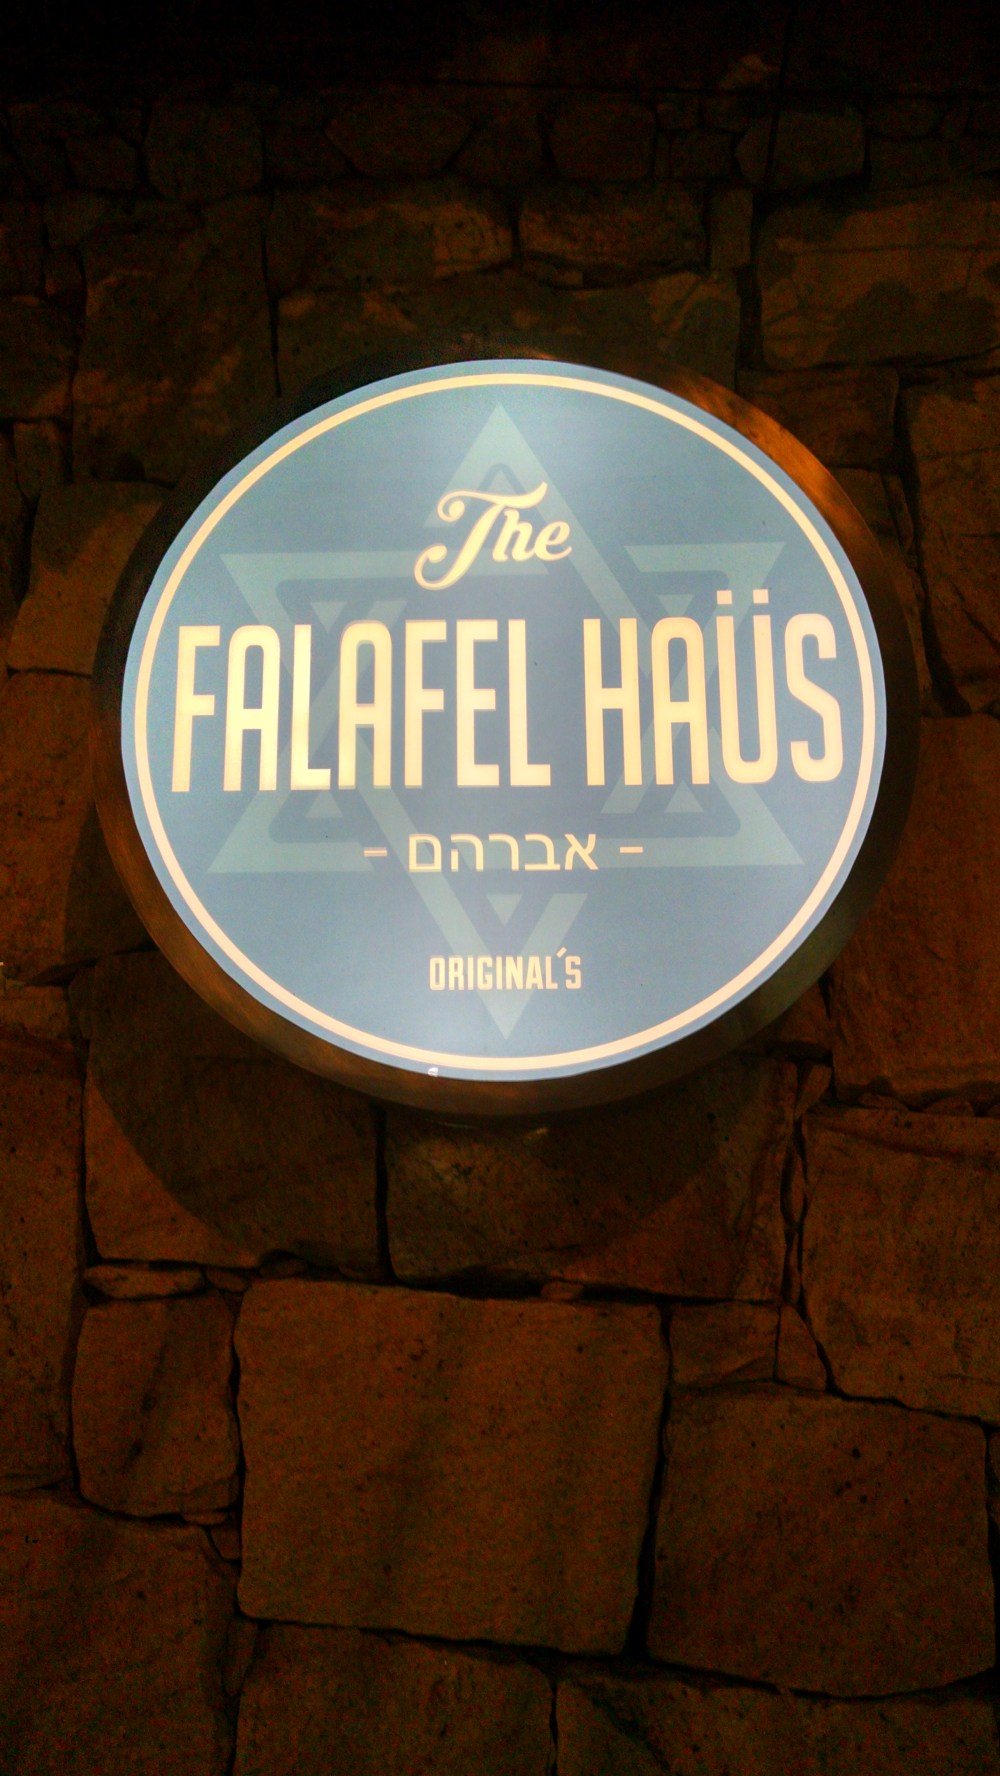 The
FALAFEL HAÜS
- אברהם -
ORIGINAL´S